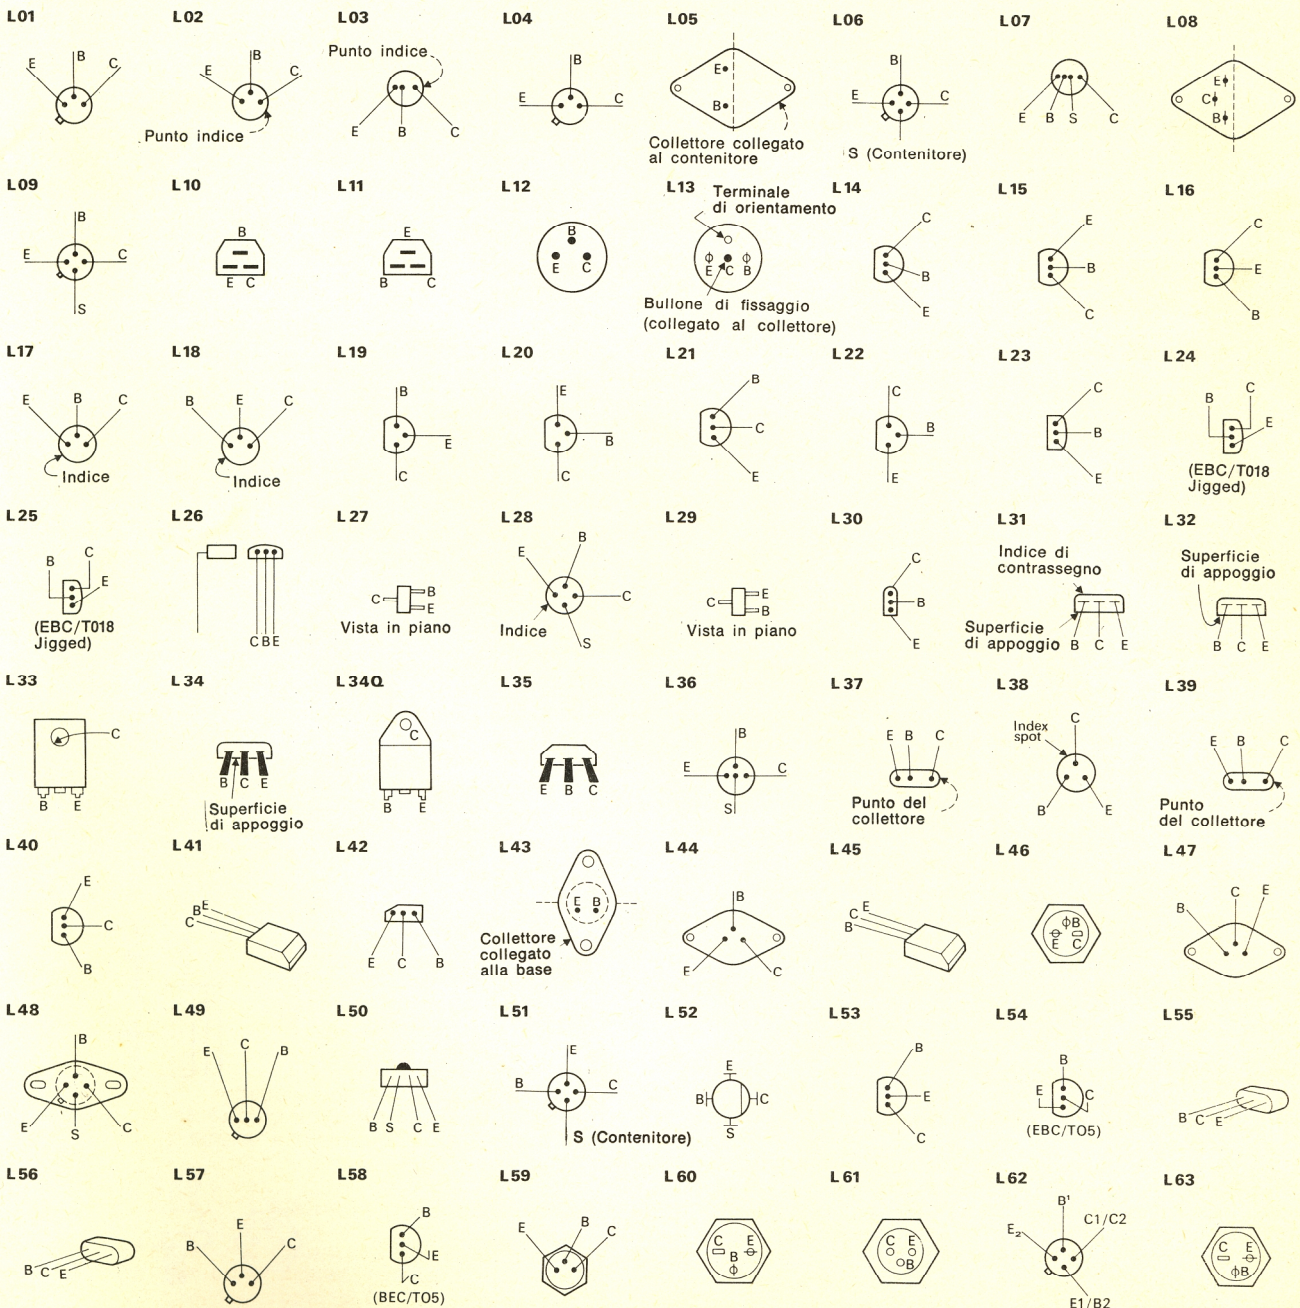 L01 L02 L03 L04 L05 L06 L07 L08
E B C
E B C
Punto indice
Punto indice
E B C
B
E C
E
B
Collettore collegato
al contenitore
B
E C
S (Contenitore)
E B S C
E
C
B
L09 L10 L11 L12 L13 L14 L15 L16
B
E C
S
B
E C
E
B C
B
E C
Terminale
di orientamento
E C B
Bullone di fissaggio
(collegato al collettore)
C
B
E
E
B
C
C
E
B
L17 L18 L19 L20 L21 L22 L23 L24
E B C
Indice
B E C
Indice
B
E
C
E
B
C
B
C
E
C
B
E
C
B
E
B C
E
(EBC/T018
Jigged)
L25 L26 L27 L28 L29 L30 L31 L32
B C
E
(EBC/T018
Jigged)
C B E
C B
E
Vista in piano
E B
C
Indice
S
C E
B
Vista in piano
C
B
E
Indice di
contrassegno
Superficie
di appoggio
B C E
Superficie
di appoggio
B C E
L33 L34 L34Q L35 L36 L37 L38 L39
C
B E
B C E
Superficie
di appoggio
C
B E
E B C
B
E C
S
E B C
Punto del
collettore
Index
spot
C
B E
E B C
Punto
del collettore
L40 L41 L42 L43 L44 L45 L46 L47
E
C
B
E
B
C
E C B
E B
Collettore
collegato
alla base
B
E C
E
C
B
B
E C
B C E
L48 L49 L50 L51 L52 L53 L54 L55
B
E S C
E C B
B S C E
E
B C
S (Contenitore)
E
B C
S
B
E
C
B
E C
(EBC/TO5)
B C E
L56 L57 L58 L59 L60 L61 L62 L63
B C E
B E C
B
E
C
(BEC/TO5)
E B C
C E
B
C E
B
B¹
E₂ C1/C2
E1/B2
C E
B